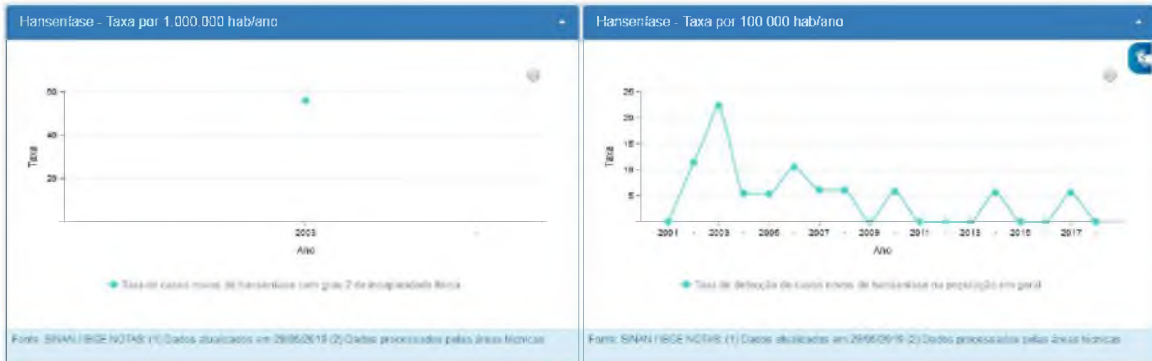 Hanseníase - Taxa por 1.000.000 hab/ano
60
40
20
Taxa
2003
-
Ano
Taxa de casos novos de hanseníase com grau 2 de incapacidade física
Fonte: SINAN / IBGE NOTAS: (1) Dados atualizados em 29/05/2019 (2) Dados processados pelas áreas técnicas
Hanseníase - Taxa por 100.000 hab/ano
25
20
15
10
5
Taxa
2001 - 2003 - 2005 - 2007 - 2009 - 2011 - 2013 - 2015 - 2017 -
Ano
Taxa de detecção de casos novos de hanseníase na população em geral
Fonte: SINAN / IBGE NOTAS: (1) Dados atualizados em 29/05/2019 (2) Dados processados pelas áreas técnicas